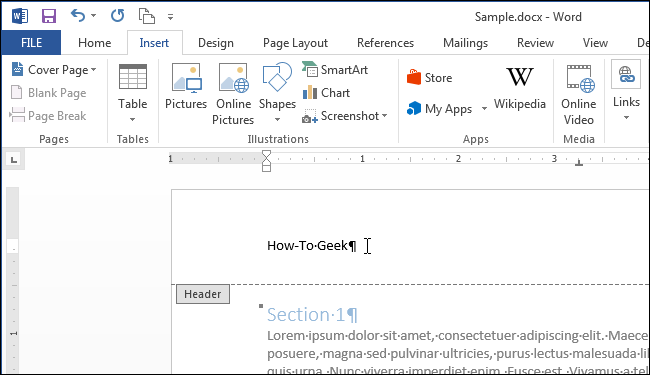 Sample.docx - Word
FILE Home Insert Design Page Layout References Mailings Review View
Cover Page
Blank Page
Page Break
Pages
Table
Tables
Pictures
Online Pictures
Shapes
SmartArt
Chart
Screenshot
Illustrations
Store
My Apps
W
Wikipedia
Apps
Online Video
Media
Links
L
1 1 2 3
How-To·Geek¶
Header
Section·1¶
1
Lorem·ipsum·dolor·sit·amet,·consectetuer·adipiscing·elit.·Maece
posuere,·magna·sed·pulvinar·ultricies,·purus·lectus·malesuada·li
quis·urna.·Nunc·viverra·imperdiet·enim.·Fusce·est.·Vivamus·a·tel